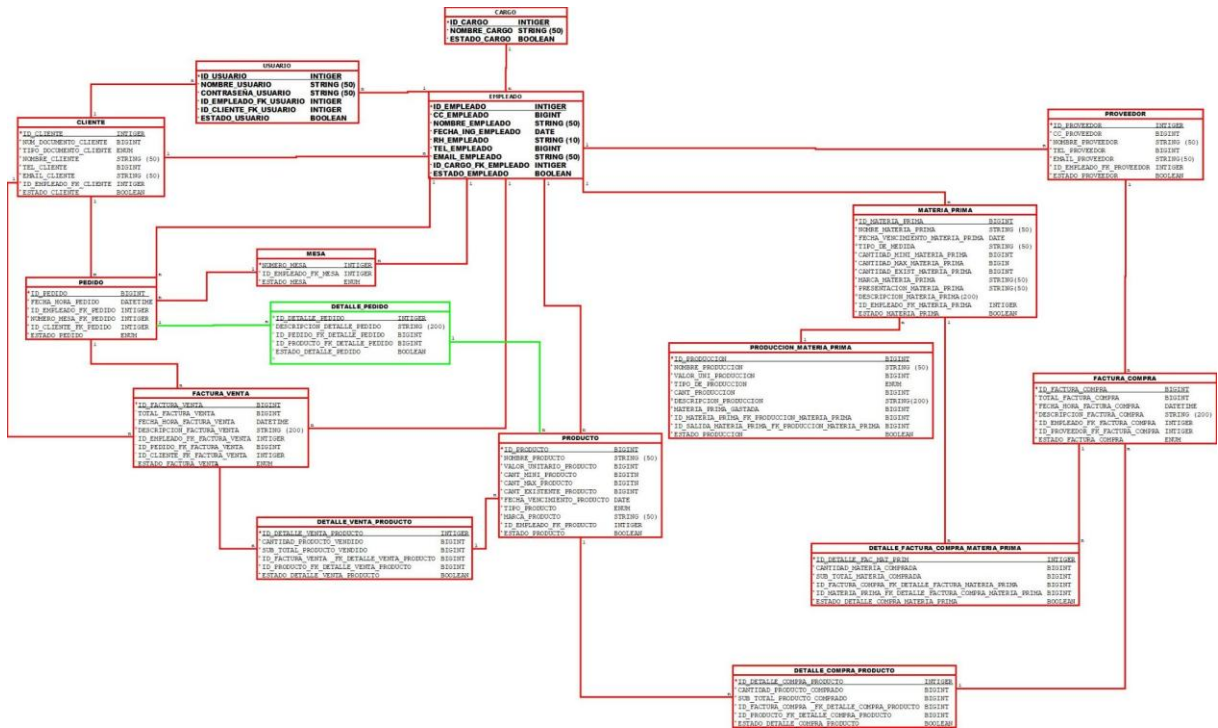 CARGO
*ID_CARGO INTIGER
*NOMBRE_CARGO STRING (50)
*ESTADO_CARGO BOOLEAN
USUARIO
*ID_USUARIO INTIGER
*NOMBRE_USUARIO STRING (50)
*CONTRASEÑA_USUARIO STRING (50)
*ID_EMPLEADO_FK_USUARIO INTIGER
*ID_CLIENTE_FK_USUARIO INTIGER
*ESTADO_USUARIO BOOLEAN
EMPLEADO
*ID_EMPLEADO INTIGER
*CC_EMPLEADO BIGINT
*NOMBRE_EMPLEADO STRING (50)
*FECHA_ING_EMPLEADO DATE
*RH_EMPLEADO STRING (10)
*TEL_EMPLEADO BIGINT
*EMAIL_EMPLEADO STRING (50)
*ID_CARGO_FK_EMPLEADO INTIGER
*ESTADO_EMPLEADO BOOLEAN
CLIENTE
*ID_CLIENTE INTIGER
*NUM_DOCUMENTO_CLIENTE BIGINT
*TIPO_DOCUMENTO_CLIENTE ENUM
*NOMBRE_CLIENTE STRING (50)
*TEL_CLIENTE BIGINT
*EMAIL_CLIENTE STRING (50)
*ID_EMPLEADO_FK_CLIENTE INTIGER
*ESTADO_CLIENTE BOOLEAN
PROVEEDOR
*ID_PROVEEDOR INTIGER
*CC_PROVEEDOR BIGINT
*NOMBRE_PROVEEDOR STRING (50)
*TEL_PROVEEDOR BIGINT
*EMAIL_PROVEEDOR STRING(50)
*ID_EMPLEADO_FK_PROVEEDOR INTIGER
*ESTADO_PROVEEDOR BOOLEAN
MATERIA_PRIMA
*ID_MATERIA_PRIMA BIGINT
*NOMRE_MATERIA_PRIMA STRING (50)
*FECHA_VENCIMIENTO_MATERIA_PRIMA DATE
*TIPO_DE_MEDIDA STRING (50)
*CANTIDAD_MINI_MATERIA_PRIMA BIGINT
*CANTIDAD_MAX_MATERIA_PRIMA BIGIN
*CANTIDAD_EXIST_MATERIA_PRIMA BIGINT
*MARCA_MATERIA_PRIMA STRING(50)
*PRESENTACION_MATERIA_PRIMA STRING(50)
*DESCRIPCION_MATERIA_PRIMA(200)
*ID_EMPLEADO_FK_MATERIA_PRIMA INTIGER
*ESTADO_MATERIA_PRIMA BOOLEAN
MESA
*NUMERO_MESA INTIGER
*ID_EMPLEADO_FK_MESA INTIGER
*ESTADO_MESA ENUM
PEDIDO
*ID_PEDIDO BIGINT
*FECHA_HORA_PEDIDO DATETIME
*ID_EMPLEADO_FK_PEDIDO INTIGER
*NUMERO_MESA_FK_PEDIDO INTIGER
*ID_CLIENTE_FK_PEDIDO INTIGER
*ESTADO_PEDIDO ENUM
DETALLE_PEDIDO
*ID_DETALLE_PEDIDO INTIGER
*DESCRIPCION_DETALLE_PEDIDO STRING (200)
*ID_PEDIDO_FK_DETALLE_PEDIDO BIGINT
*ID_PRODUCTO_FK_DETALLE_PEDIDO BIGINT
*ESTADO_DETALLE_PEDIDO BOOLEAN
PRODUCCION_MATERIA_PRIMA
*ID_PRODUCCION BIGINT
*NOMBRE_PRODUCCION STRING (50)
*VALOR_UNI_PRODUCCION BIGINT
*TIPO_DE_PRODUCCION ENUM
*CANT_PRODUCCION BIGINT
*DESCRIPCION_PRODUCCION STRING(200)
*MATERIA_PRIMA_GASTADA BIGINT
*ID_MATERIA_PRIMA_FK_PRODUCCION_MATERIA_PRIMA BIGINT
*ID_SALIDA_MATERIA_PRIMA_FK_PRODUCCION_MATERIA_PRIMA BIGINT
*ESTADO_PRODUCCION BOOLEAN
FACTURA_COMPRA
*ID_FACTURA_COMPRA BIGINT
*TOTAL_FACTURA_COMPRA BIGINT
*FECHA_HORA_FACTURA_COMPRA DATETIME
*DESCRIPCION_FACTURA_COMPRA STRING (200)
*ID_EMPLEADO_FK_FACTURA_COMPRA INTIGER
*ID_PROVEEDOR_FK_FACTURA_COMPRA INTIGER
*ESTADO_FACTURA_COMPRA ENUM
FACTURA_VENTA
*ID_FACTURA_VENTA BIGINT
*TOTAL_FACTURA_VENTA BIGINT
*FECHA_HORA_FACTURA_VENTA DATETIME
*DESCRIPCION_FACTURA_VENTA STRING (200)
*ID_EMPLEADO_FK_FACTURA_VENTA INTIGER
*ID_PEDIDO_FK_FACTURA_VENTA BIGINT
*ID_CLIENTE_FK_FACTURA_VENTA INTIGER
*ESTADO_FACTURA_VENTA ENUM
PRODUCTO
*ID_PRODUCTO BIGINT
*NOMBRE_PRODUCTO STRING (50)
*VALOR_UNITARIO_PRODUCTO BIGINT
*CANT_MINI_PRODUCTO BIGITN
*CANT_MAX_PRODUCTO BIGITN
*CANT_EXISTENTE_PRODUCTO BIGINT
*FECHA_VENCIMIENTO_PRODUCTO DATE
*TIPO_PRODUCTO ENUM
*MARCA_PRODUCTO STRING (50)
*ID_EMPLEADO_FK_PRODUCTO INTIGER
*ESTADO_PRODUCTO BOOLEAN
DETALLE_VENTA_PRODUCTO
*ID_DETALLE_VENTA_PRODUCTO INTIGER
*CANTIDAD_PRODUCTO_VENDIDO BIGINT
*SUB_TOTAL_PRODUCTO_VENDIDO BIGINT
*ID_FACTURA_VENTA _FK_DETALLE_VENTA_PRODUCTO BIGINT
*ID_PRODUCTO_FK_DETALLE_VENTA_PRODUCTO BIGINT
*ESTADO_DETALLE_VENTA_PRODUCTO BOOLEAN
DETALLE_FACTURA_COMPRA_MATERIA_PRIMA
*ID_DETALLE_FAC_MAT_PRIM INTIGER
*CANTIDAD_MATERIA_COMPRADA BIGINT
*SUB_TOTAL_MATERIA_COMPRADA BIGINT
*ID_FACTURA_COMPRA_FK_DETALLE_FACTURA_MATERIA_PRIMA BIGINT
*ID_MATERIA_PRIMA_FK_DETALLE_FACTURA_COMPRA_MATERIA_PRIMA BIGINT
*ESTADO_DETALLE_COMPRA_MATERIA_PRIMA BOOLEAN
DETALLE_COMPRA_PRODUCTO
*ID_DETALLE_COMPRA_PRODUCTO INTIGER
*CANTIDAD_PRODUCTO_COMPRADO BIGINT
*SUB_TOTAL_PRODUCTO_COMPRADO BIGINT
*ID_FACTURA_COMPRA _FK_DETALLE_COMPRA_PRODUCTO BIGINT
*ID_PRODUCTO_FK_DETALLE_COMPRA_PRODUCTO BIGINT
*ESTADO_DETALLE_COMPRA_PRODUCTO BOOLEAN